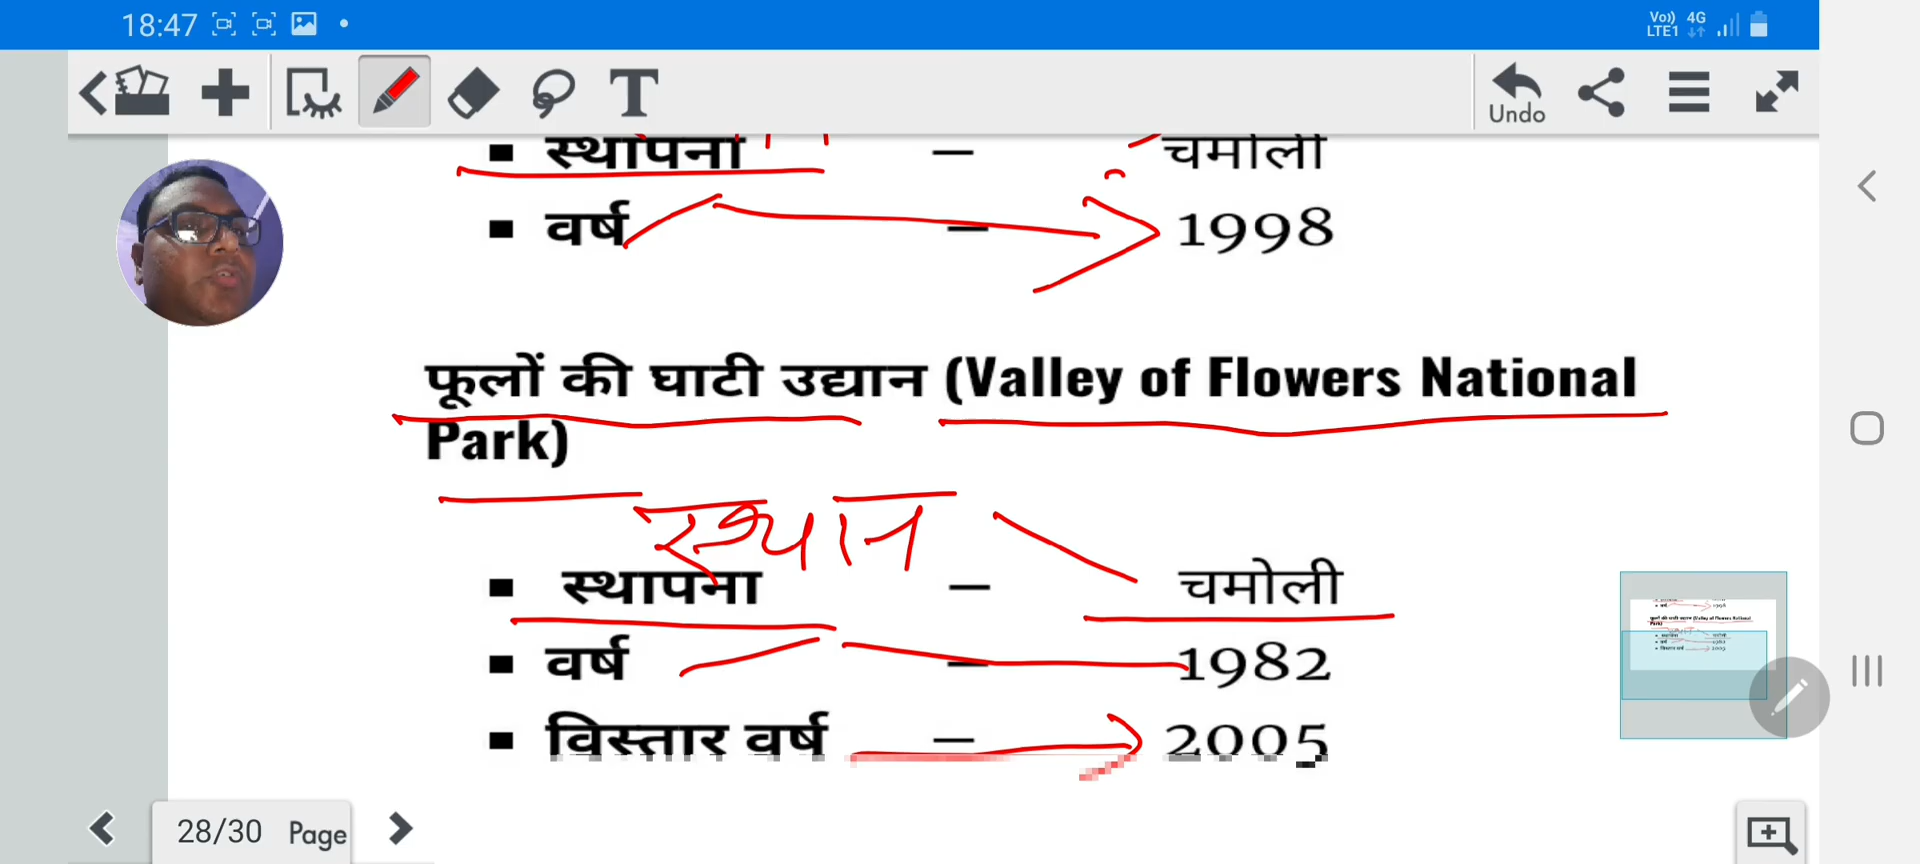 18:47
Vo)) 4G
LTE1
Undo
स्थापना – चमोली
वर्ष – 1998
फूलों की घाटी उद्यान (Valley of Flowers National
Park)
स्थान
स्थापना – चमोली
वर्ष – 1982
विस्तार वर्ष – 2005
28/30 Page